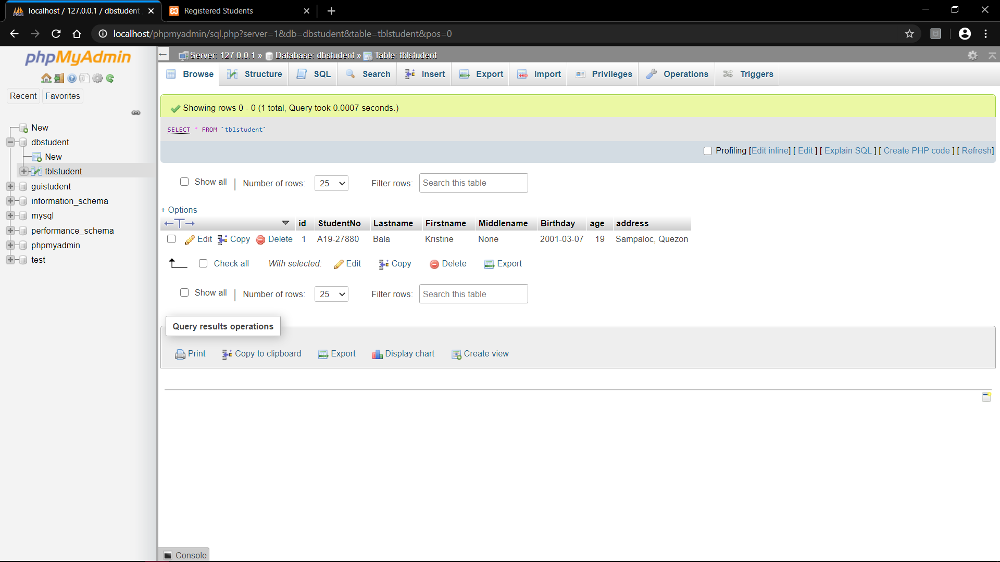 localhost / 127.0.0.1 / dbstudent
Registered Students
localhost/phpmyadmin/sql.php?server=1&db=dbstudent&table=tblstudent&pos=0
phpMyAdmin
Recent Favorites
New
dbstudent
New
tblstudent
guistudent
information_schema
mysql
performance_schema
phpmyadmin
test
Server: 127.0.0.1 » Database: dbstudent » Table: tblstudent
Browse Structure SQL Search Insert Export Import Privileges Operations Triggers
Showing rows 0 - 0 (1 total, Query took 0.0007 seconds.)
SELECT * FROM `tblstudent`
Profiling [Edit inline] [ Edit ] [ Explain SQL ] [ Create PHP code ] [ Refresh]
Show all | Number of rows: 25 Filter rows: Search this table
+ Options
id StudentNo Lastname Firstname Middlename Birthday age address
Edit Copy Delete 1 A19-27880 Bala Kristine None 2001-03-07 19 Sampaloc, Quezon
Check all With selected: Edit Copy Delete Export
Show all | Number of rows: 25 Filter rows: Search this table
Query results operations
Print Copy to clipboard Export Display chart Create view
Console